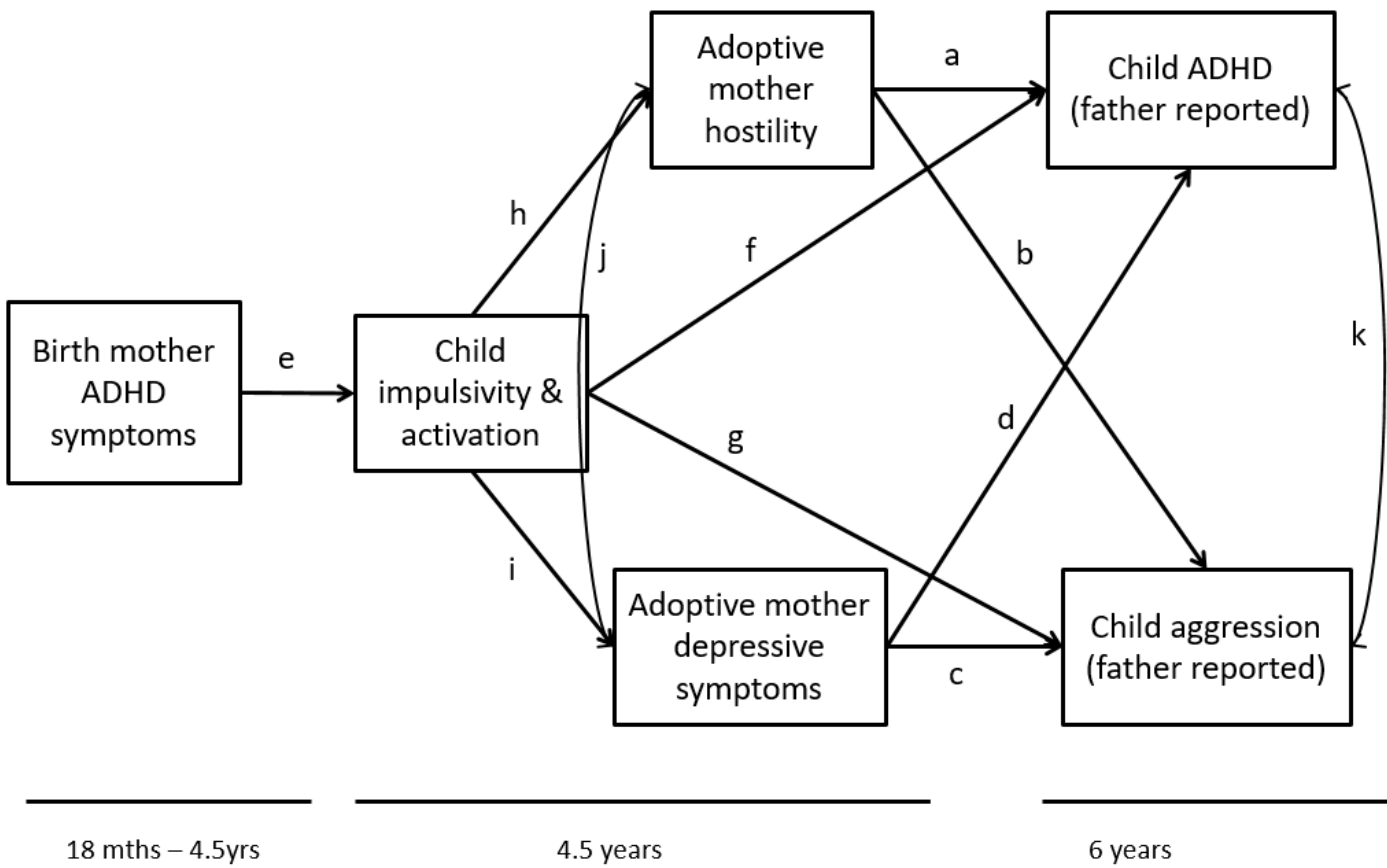 Adoptive
mother
hostility
a
Child ADHD
(father reported)
h
j
f
b
Birth mother
ADHD
symptoms
e
Child
impulsivity &
activation
k
d
g
i
Adoptive mother
depressive
symptoms
c
Child aggression
(father reported)
18 mths – 4.5yrs
4.5 years
6 years